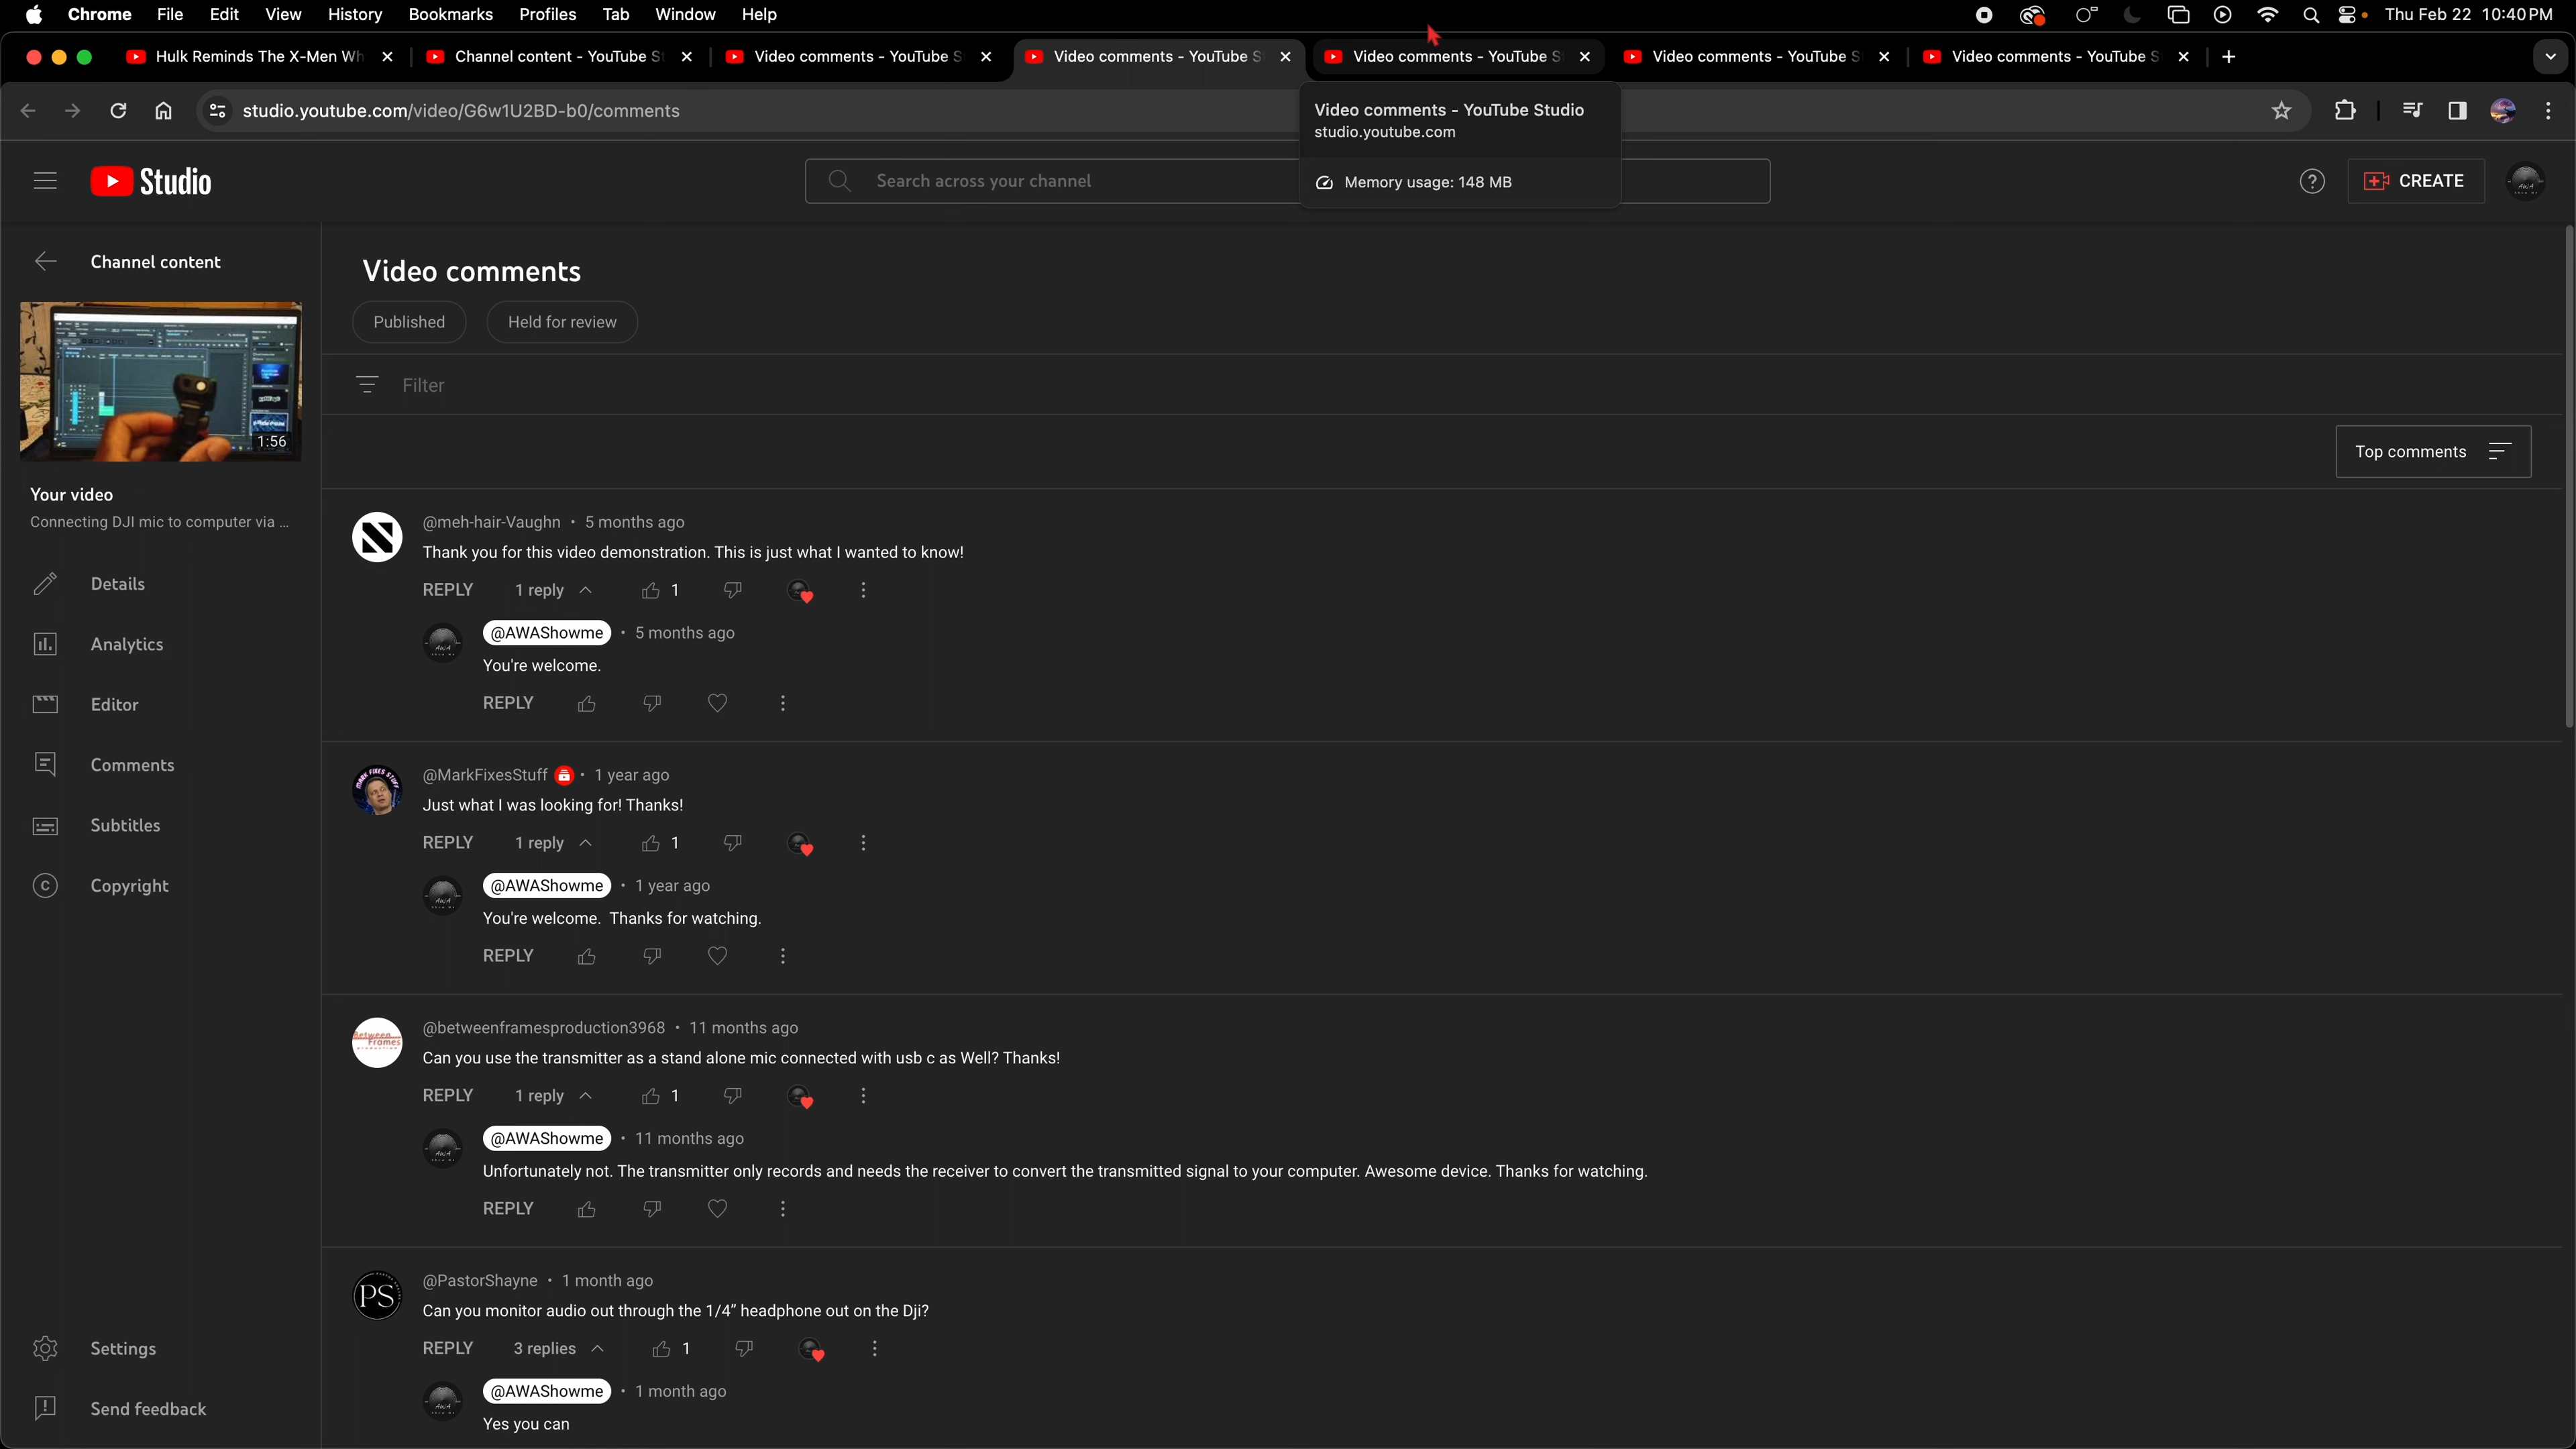 Chrome File Edit View History Bookmarks Profiles Tab Window Help Thu Feb 22 10:40 PM
Hulk Reminds The X-Men Wh Channel content - YouTube St Video comments - YouTube S Video comments - YouTube S Video comments - YouTube S Video comments - YouTube S Video comments - YouTube S
studio.youtube.com/video/G6w1U2BD-b0/comments
Video comments - YouTube Studio
studio.youtube.com
Memory usage: 148 MB
Studio
Search across your channel
CREATE
Channel content
1:56
Your video
Connecting DJI mic to computer via ...
Details
Analytics
Editor
Comments
Subtitles
Copyright
Settings
Send feedback
Video comments
Published Held for review
Filter
Top comments
@meh-hair-Vaughn • 5 months ago
Thank you for this video demonstration. This is just what I wanted to know!
REPLY 1 reply 1
@AWAShowme • 5 months ago
You're welcome.
REPLY
@MarkFixesStuff • 1 year ago
Just what I was looking for! Thanks!
REPLY 1 reply 1
@AWAShowme • 1 year ago
You're welcome. Thanks for watching.
REPLY
@betweenframesproduction3968 • 11 months ago
Can you use the transmitter as a stand alone mic connected with usb c as Well? Thanks!
REPLY 1 reply 1
@AWAShowme • 11 months ago
Unfortunately not. The transmitter only records and needs the receiver to convert the transmitted signal to your computer. Awesome device. Thanks for watching.
REPLY
PS
@PastorShayne • 1 month ago
Can you monitor audio out through the 1/4” headphone out on the Dji?
REPLY 3 replies 1
@AWAShowme • 1 month ago
Yes you can